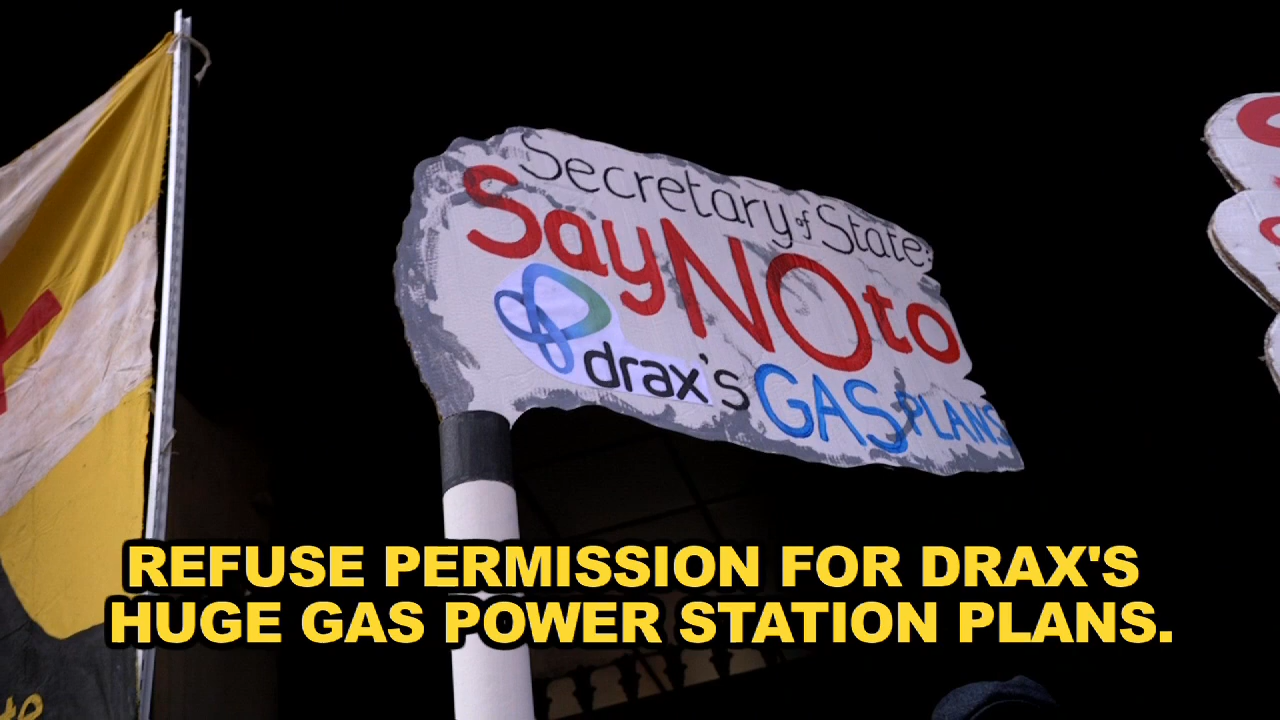 Secretary of State:
Say NO to
drax's GAS PLANS
REFUSE PERMISSION FOR DRAX'S
HUGE GAS POWER STATION PLANS.